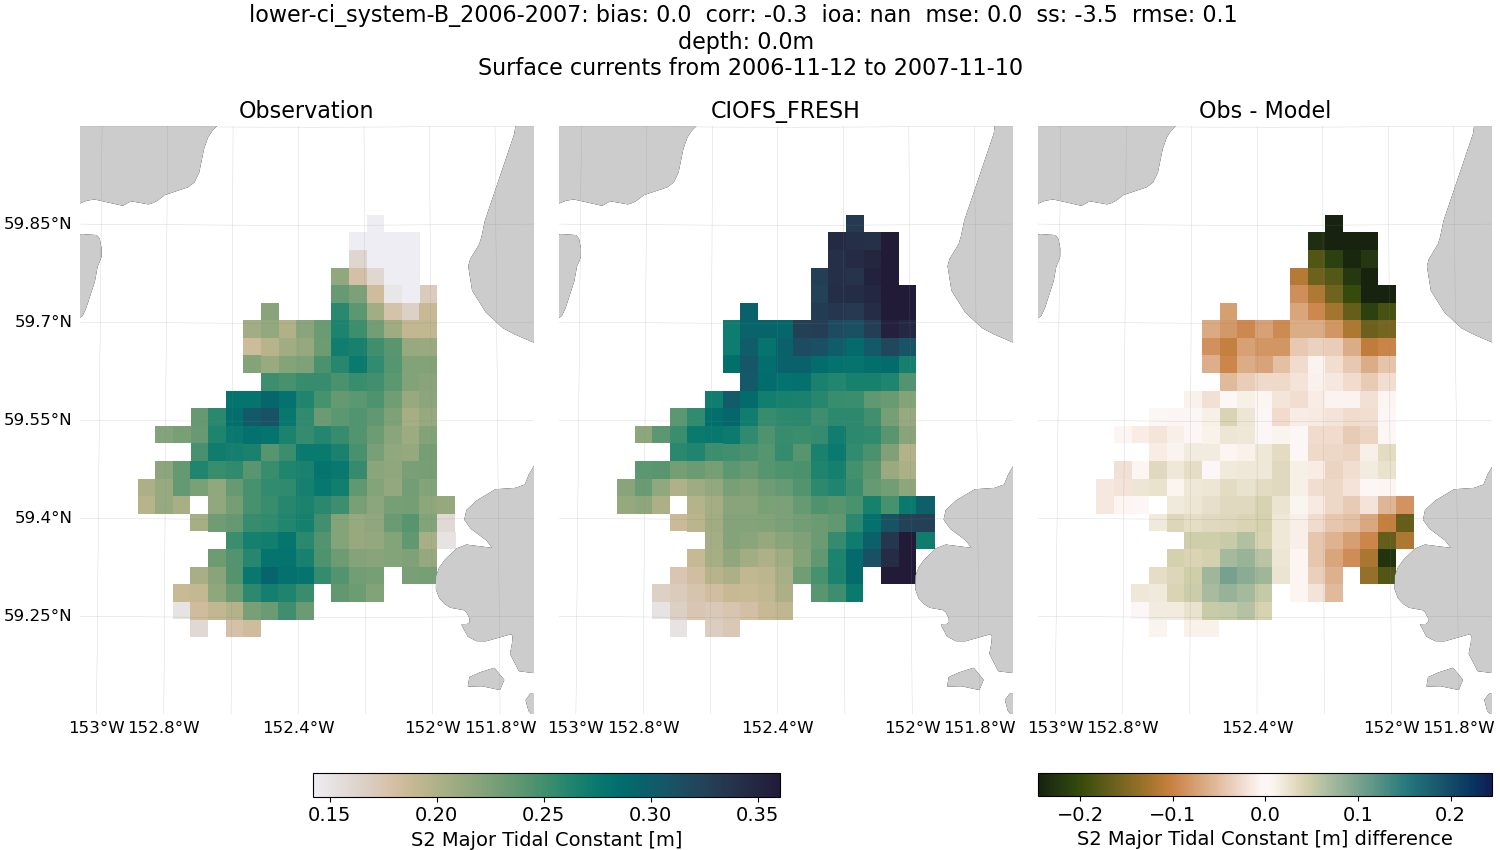 lower-ci_system-B_2006-2007: bias: 0.0  corr: -0.3  ioa: nan  mse: 0.0  ss: -3.5  rmse: 0.1
depth: 0.0m
Surface currents from 2006-11-12 to 2007-11-10
Observation
CIOFS_FRESH
Obs - Model
59.85°N
59.7°N
59.55°N
59.4°N
59.25°N
153°W 152.8°W 152.4°W 152°W 151.8°W
153°W 152.8°W 152.4°W 152°W 151.8°W
153°W 152.8°W 152.4°W 152°W 151.8°W
0.15 0.20 0.25 0.30 0.35
S2 Major Tidal Constant [m]
−0.2 −0.1 0.0 0.1 0.2
S2 Major Tidal Constant [m] difference